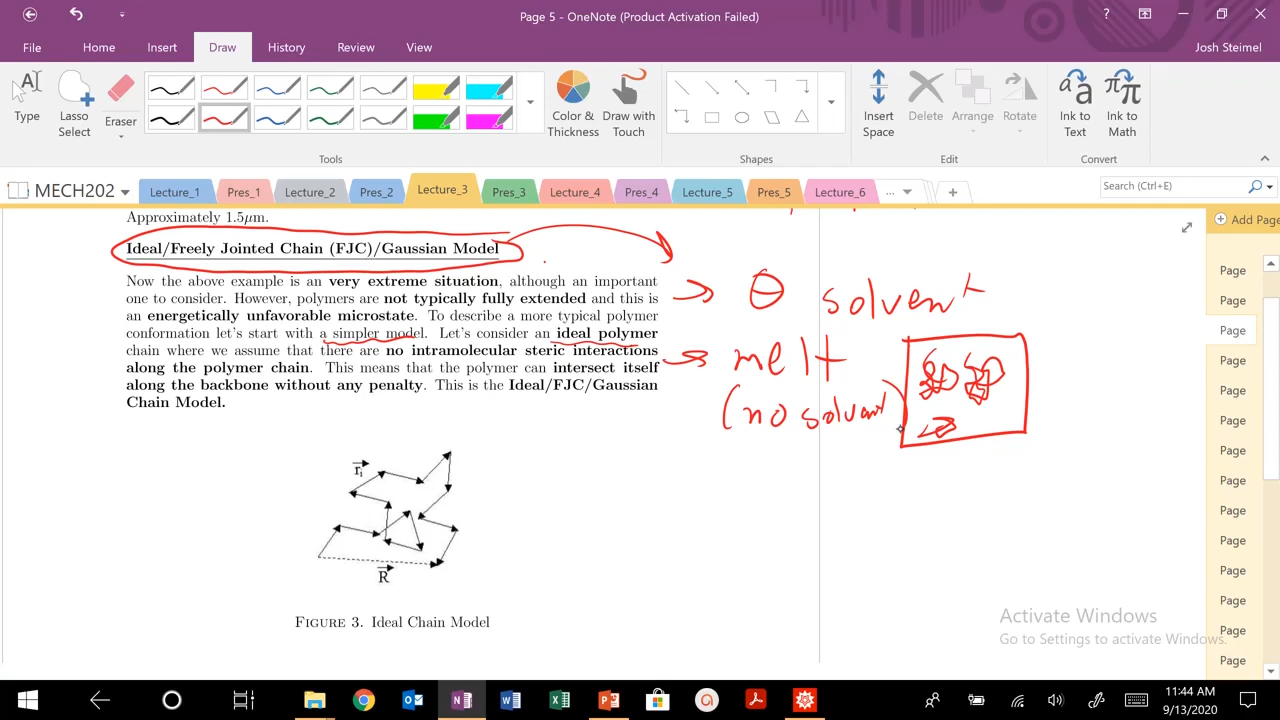 Page 5 - OneNote (Product Activation Failed)
?
File
Home
Insert
Draw
History
Review
View
Josh Steimel
Type
Lasso Select
Eraser
Color & Thickness
Draw with Touch
Insert Space
Delete
Arrange
Rotate
Ink to Text
Ink to Math
Tools
Shapes
Edit
Convert
MECH202
Lecture_1
Pres_1
Lecture_2
Pres_2
Lecture_3
Pres_3
Lecture_4
Pres_4
Lecture_5
Pres_5
Lecture_6
...
Search (Ctrl+E)
Approximately 1.5μm.
Ideal/Freely Jointed Chain (FJC)/Gaussian Model
Now the above example is an very extreme situation, although an important
one to consider. However, polymers are not typically fully extended and this is
an energetically unfavorable microstate. To describe a more typical polymer
conformation let's start with a simpler model. Let's consider an ideal polymer
chain where we assume that there are no intramolecular steric interactions
along the polymer chain. This means that the polymer can intersect itself
along the backbone without any penalty. This is the Ideal/FJC/Gaussian
Chain Model.
→ θ solvent
→ melt
(no solvent)
r_i
R
FIGURE 3. Ideal Chain Model
Add Page
Page
Page
Page
Page
Page
Page
Page
Page
Page
Page
Page
Page
Page
Page
Activate Windows
Go to Settings to activate Windows.
11:44 AM
9/13/2020